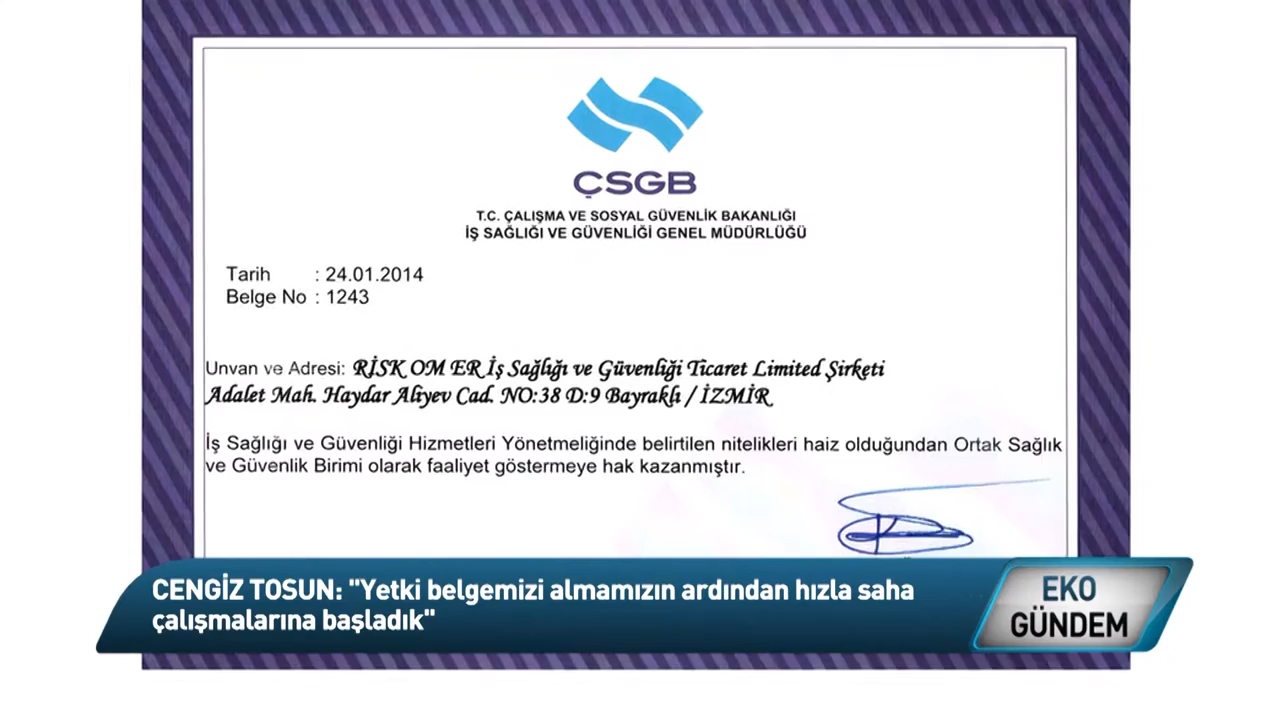 ÇSGB
T.C. ÇALIŞMA VE SOSYAL GÜVENLİK BAKANLIĞI
İŞ SAĞLIĞI VE GÜVENLİĞİ GENEL MÜDÜRLÜĞÜ
Tarih : 24.01.2014
Belge No : 1243
Unvan ve Adresi: RİSK OM ER İş Sağlığı ve Güvenliği Ticaret Limited Şirketi
Adalet Mah. Haydar Aliyev Cad. NO:38 D:9 Bayraklı / İZMİR
İş Sağlığı ve Güvenliği Hizmetleri Yönetmeliğinde belirtilen nitelikleri haiz olduğundan Ortak Sağlık
ve Güvenlik Birimi olarak faaliyet göstermeye hak kazanmıştır.
CENGİZ TOSUN: "Yetki belgemizi almamızın ardından hızla saha
çalışmalarına başladık"
EKO
GÜNDEM